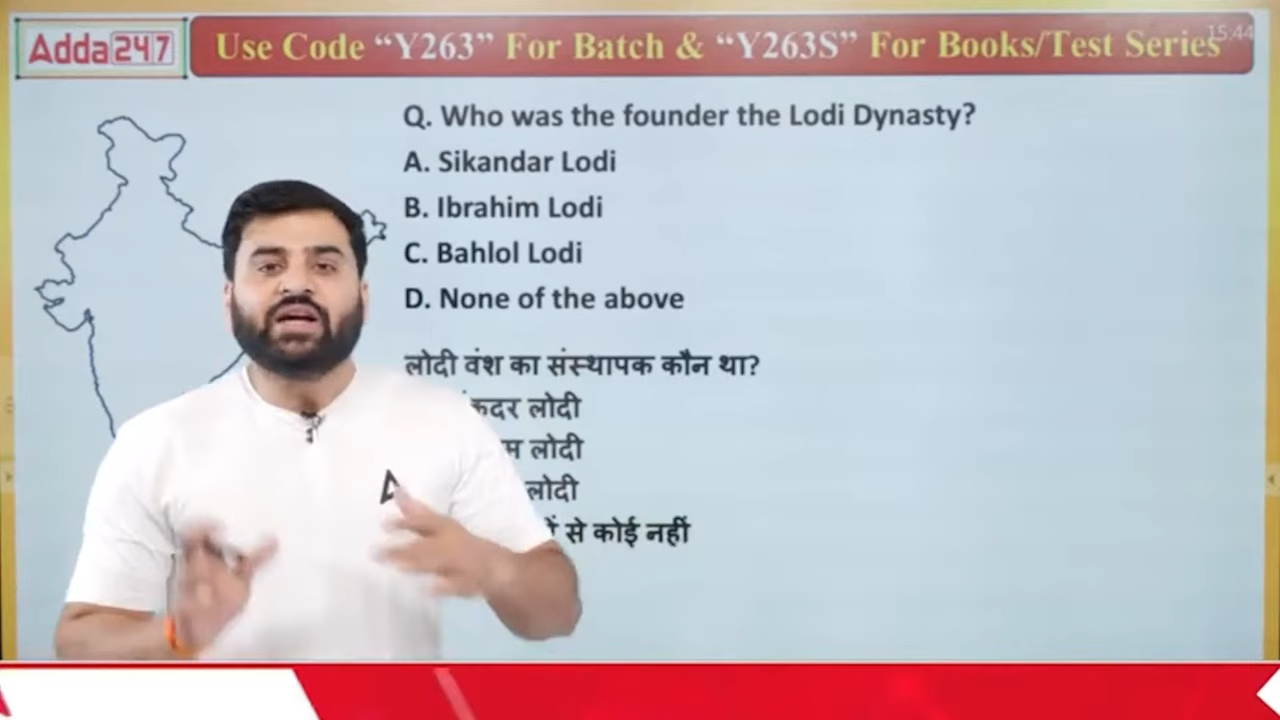 Adda247
Use Code “Y263” For Batch & “Y263S” For Books/Test Series
15:44
Q. Who was the founder the Lodi Dynasty?
A. Sikandar Lodi
B. Ibrahim Lodi
C. Bahlol Lodi
D. None of the above
लोदी वंश का संस्थापक कौन था?
लोदी
लोदी
लोदी
से कोई नहीं